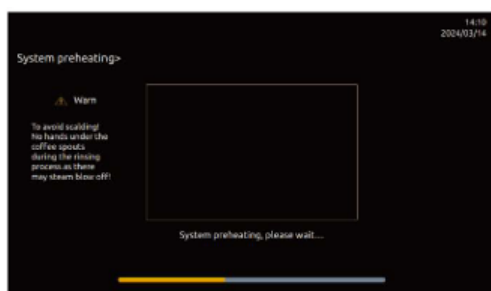 14:10
2024/03/14
System preheating>
Warn
To avoid scalding!
No hands under the
coffee spouts
during the rinsing
process as there
may steam blow off!
System preheating, please wait...